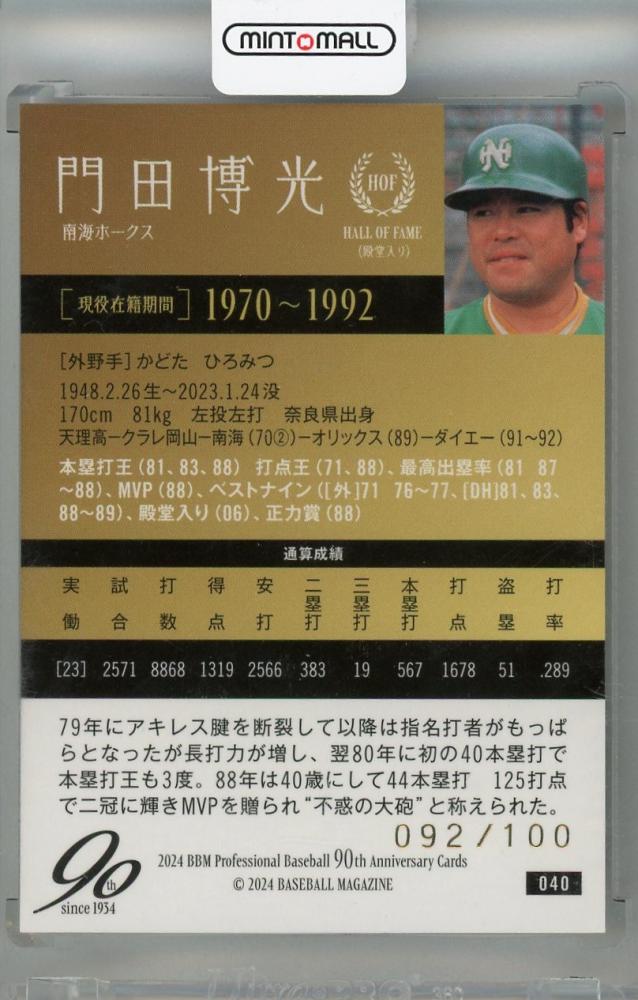 MINT MALL
門田博光
南海ホークス
HOF
HALL OF FAME
(殿堂入り)
NH
[現役在籍期間] 1970～1992
[外野手]かどた ひろみつ
1948.2.26生～2023.1.24没
170cm 81kg 左投左打 奈良県出身
天理高ークラレ岡山ー南海(70②)ーオリックス(89)ーダイエー(91～92)
本塁打王(81、83、88) 打点王(71、88)、最高出塁率(81 87
～88)、MVP(88)、ベストナイン([外]71 76～77、[DH]81、83、
88～89)、殿堂入り(06)、正力賞(88)
通算成績
実働 試合 打数 得点 安打 二塁打 三塁打 本塁打 打点 盗塁 打率
[23] 2571 8868 1319 2566 383 19 567 1678 51 .289
79年にアキレス腱を断裂して以降は指名打者がもっぱ
らとなったが長打力が増し、翌80年に初の40本塁打で
本塁打王も3度。88年は40歳にして44本塁打 125打点
で二冠に輝きMVPを贈られ“不惑の大砲”と称えられた。
092/100
90th
since 1934
2024 BBM Professional Baseball 90th Anniversary Cards
© 2024 BASEBALL MAGAZINE
040